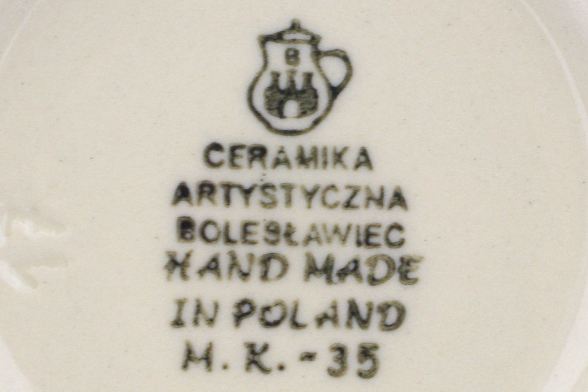 B
CERAMIKA
ARTYSTYCZNA
BOLESŁAWIEC
HAND MADE
IN POLAND
M. K. - 35